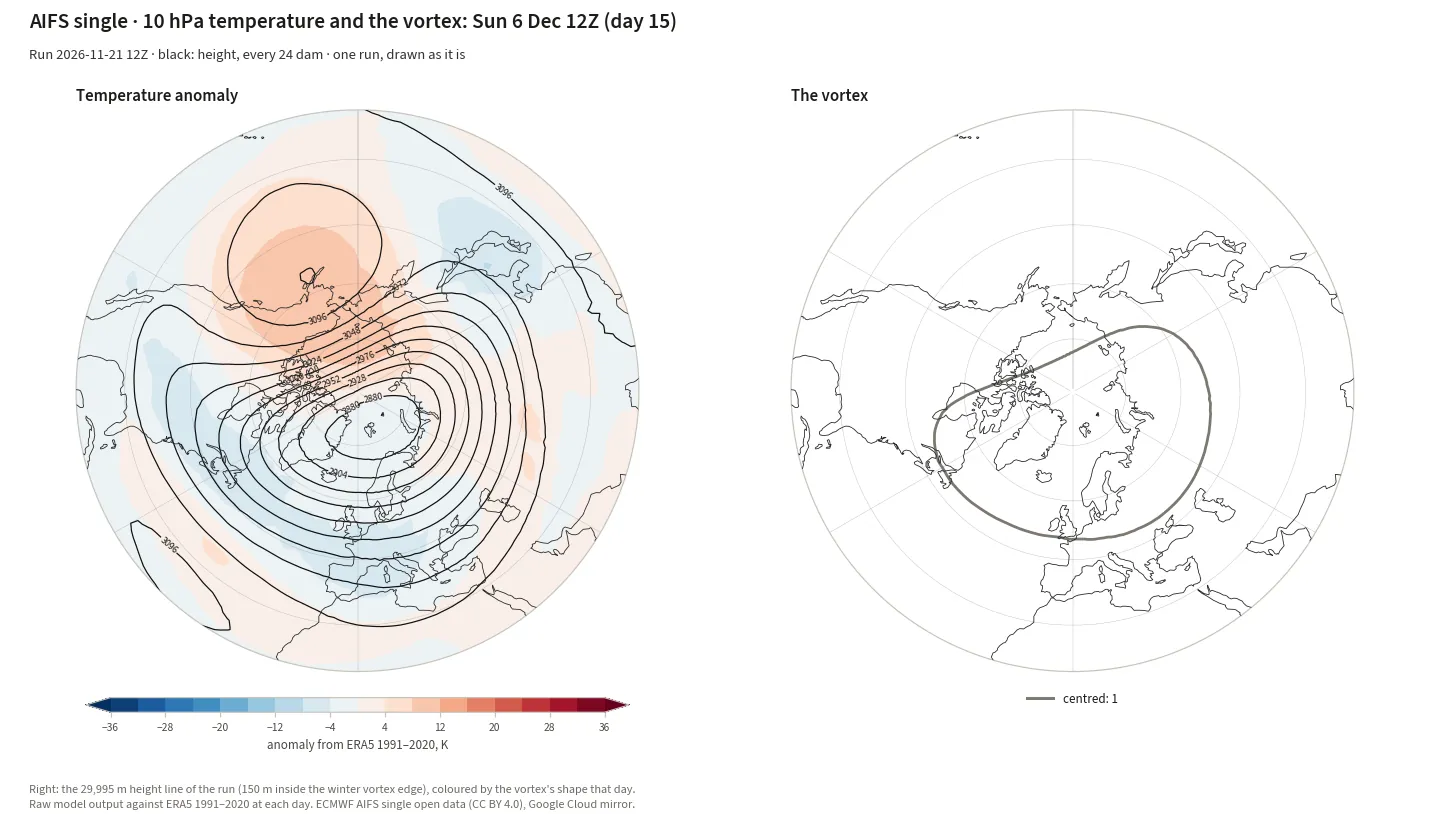 AIFS single · 10 hPa temperature and the vortex: Sun 6 Dec 12Z (day 15)
Run 2026-11-21 12Z · black: height, every 24 dam · one run, drawn as it is
Temperature anomaly
The vortex
3096
3096
3048
2976
2952
2928
2880
2880
2904
3096
−36 −28 −20 −12 −4 4 12 20 28 36
anomaly from ERA5 1991–2020, K
centred: 1
Right: the 29,995 m height line of the run (150 m inside the winter vortex edge), coloured by the vortex's shape that day.
Raw model output against ERA5 1991–2020 at each day. ECMWF AIFS single open data (CC BY 4.0), Google Cloud mirror.